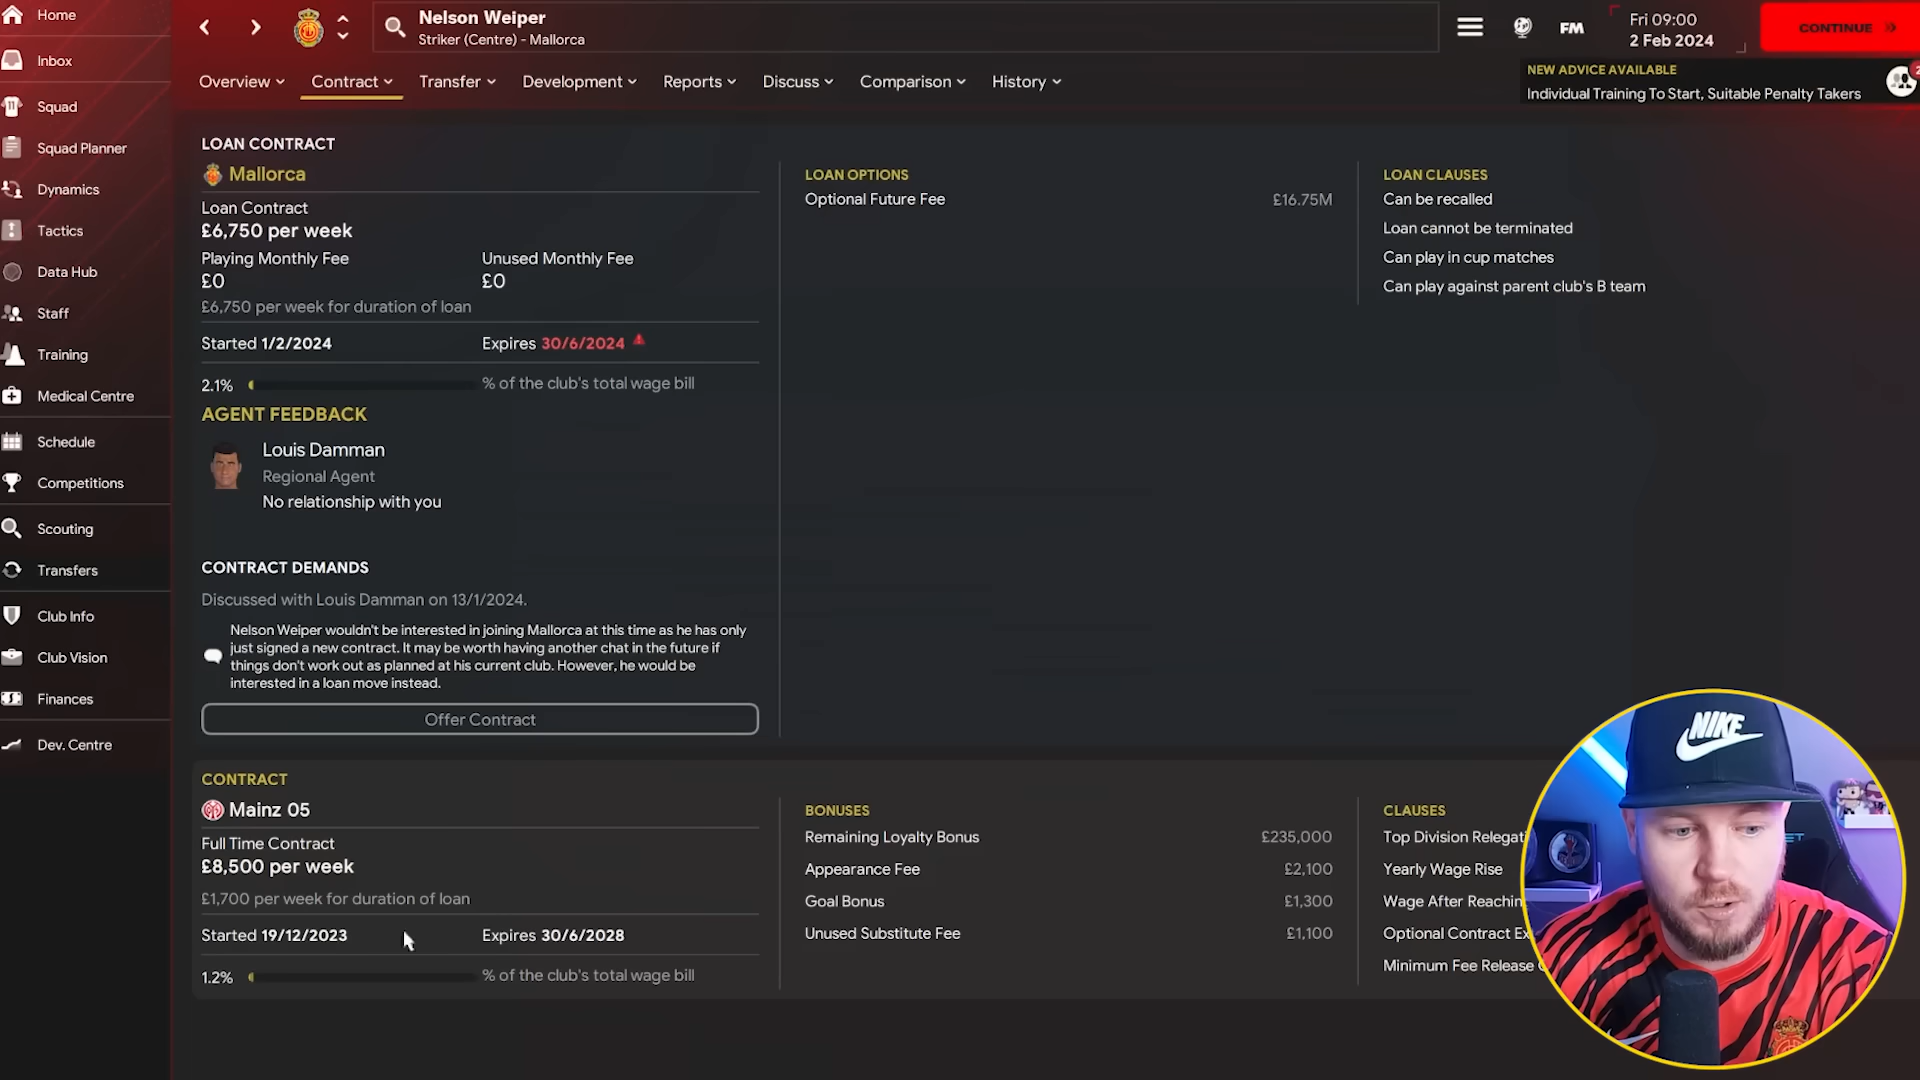 Home
Inbox
Squad
Squad Planner
Dynamics
Tactics
Data Hub
Staff
Training
Medical Centre
Schedule
Competitions
Scouting
Transfers
Club Info
Club Vision
Finances
Dev. Centre
Nelson Weiper
Striker (Centre) - Mallorca
FM
Fri 09:00
2 Feb 2024
CONTINUE
Overview
Contract
Transfer
Development
Reports
Discuss
Comparison
History
NEW ADVICE AVAILABLE
Individual Training To Start, Suitable Penalty Takers
LOAN CONTRACT
Mallorca
Loan Contract
£6,750 per week
Playing Monthly Fee Unused Monthly Fee
£0 £0
£6,750 per week for duration of loan
Started 1/2/2024 Expires 30/6/2024
2.1% % of the club's total wage bill
AGENT FEEDBACK
Louis Damman
Regional Agent
No relationship with you
CONTRACT DEMANDS
Discussed with Louis Damman on 13/1/2024.
Nelson Weiper wouldn't be interested in joining Mallorca at this time as he has only
just signed a new contract. It may be worth having another chat in the future if
things don't work out as planned at his current club. However, he would be
interested in a loan move instead.
Offer Contract
LOAN OPTIONS
Optional Future Fee £16.75M
LOAN CLAUSES
Can be recalled
Loan cannot be terminated
Can play in cup matches
Can play against parent club's B team
CONTRACT
Mainz 05
Full Time Contract
£8,500 per week
£1,700 per week for duration of loan
Started 19/12/2023 Expires 30/6/2028
1.2% % of the club's total wage bill
BONUSES
Remaining Loyalty Bonus £235,000
Appearance Fee £2,100
Goal Bonus £1,300
Unused Substitute Fee £1,100
CLAUSES
Top Division Relegati
Yearly Wage Rise
Wage After Reachin
Optional Contract Ex
Minimum Fee Release
NIKE